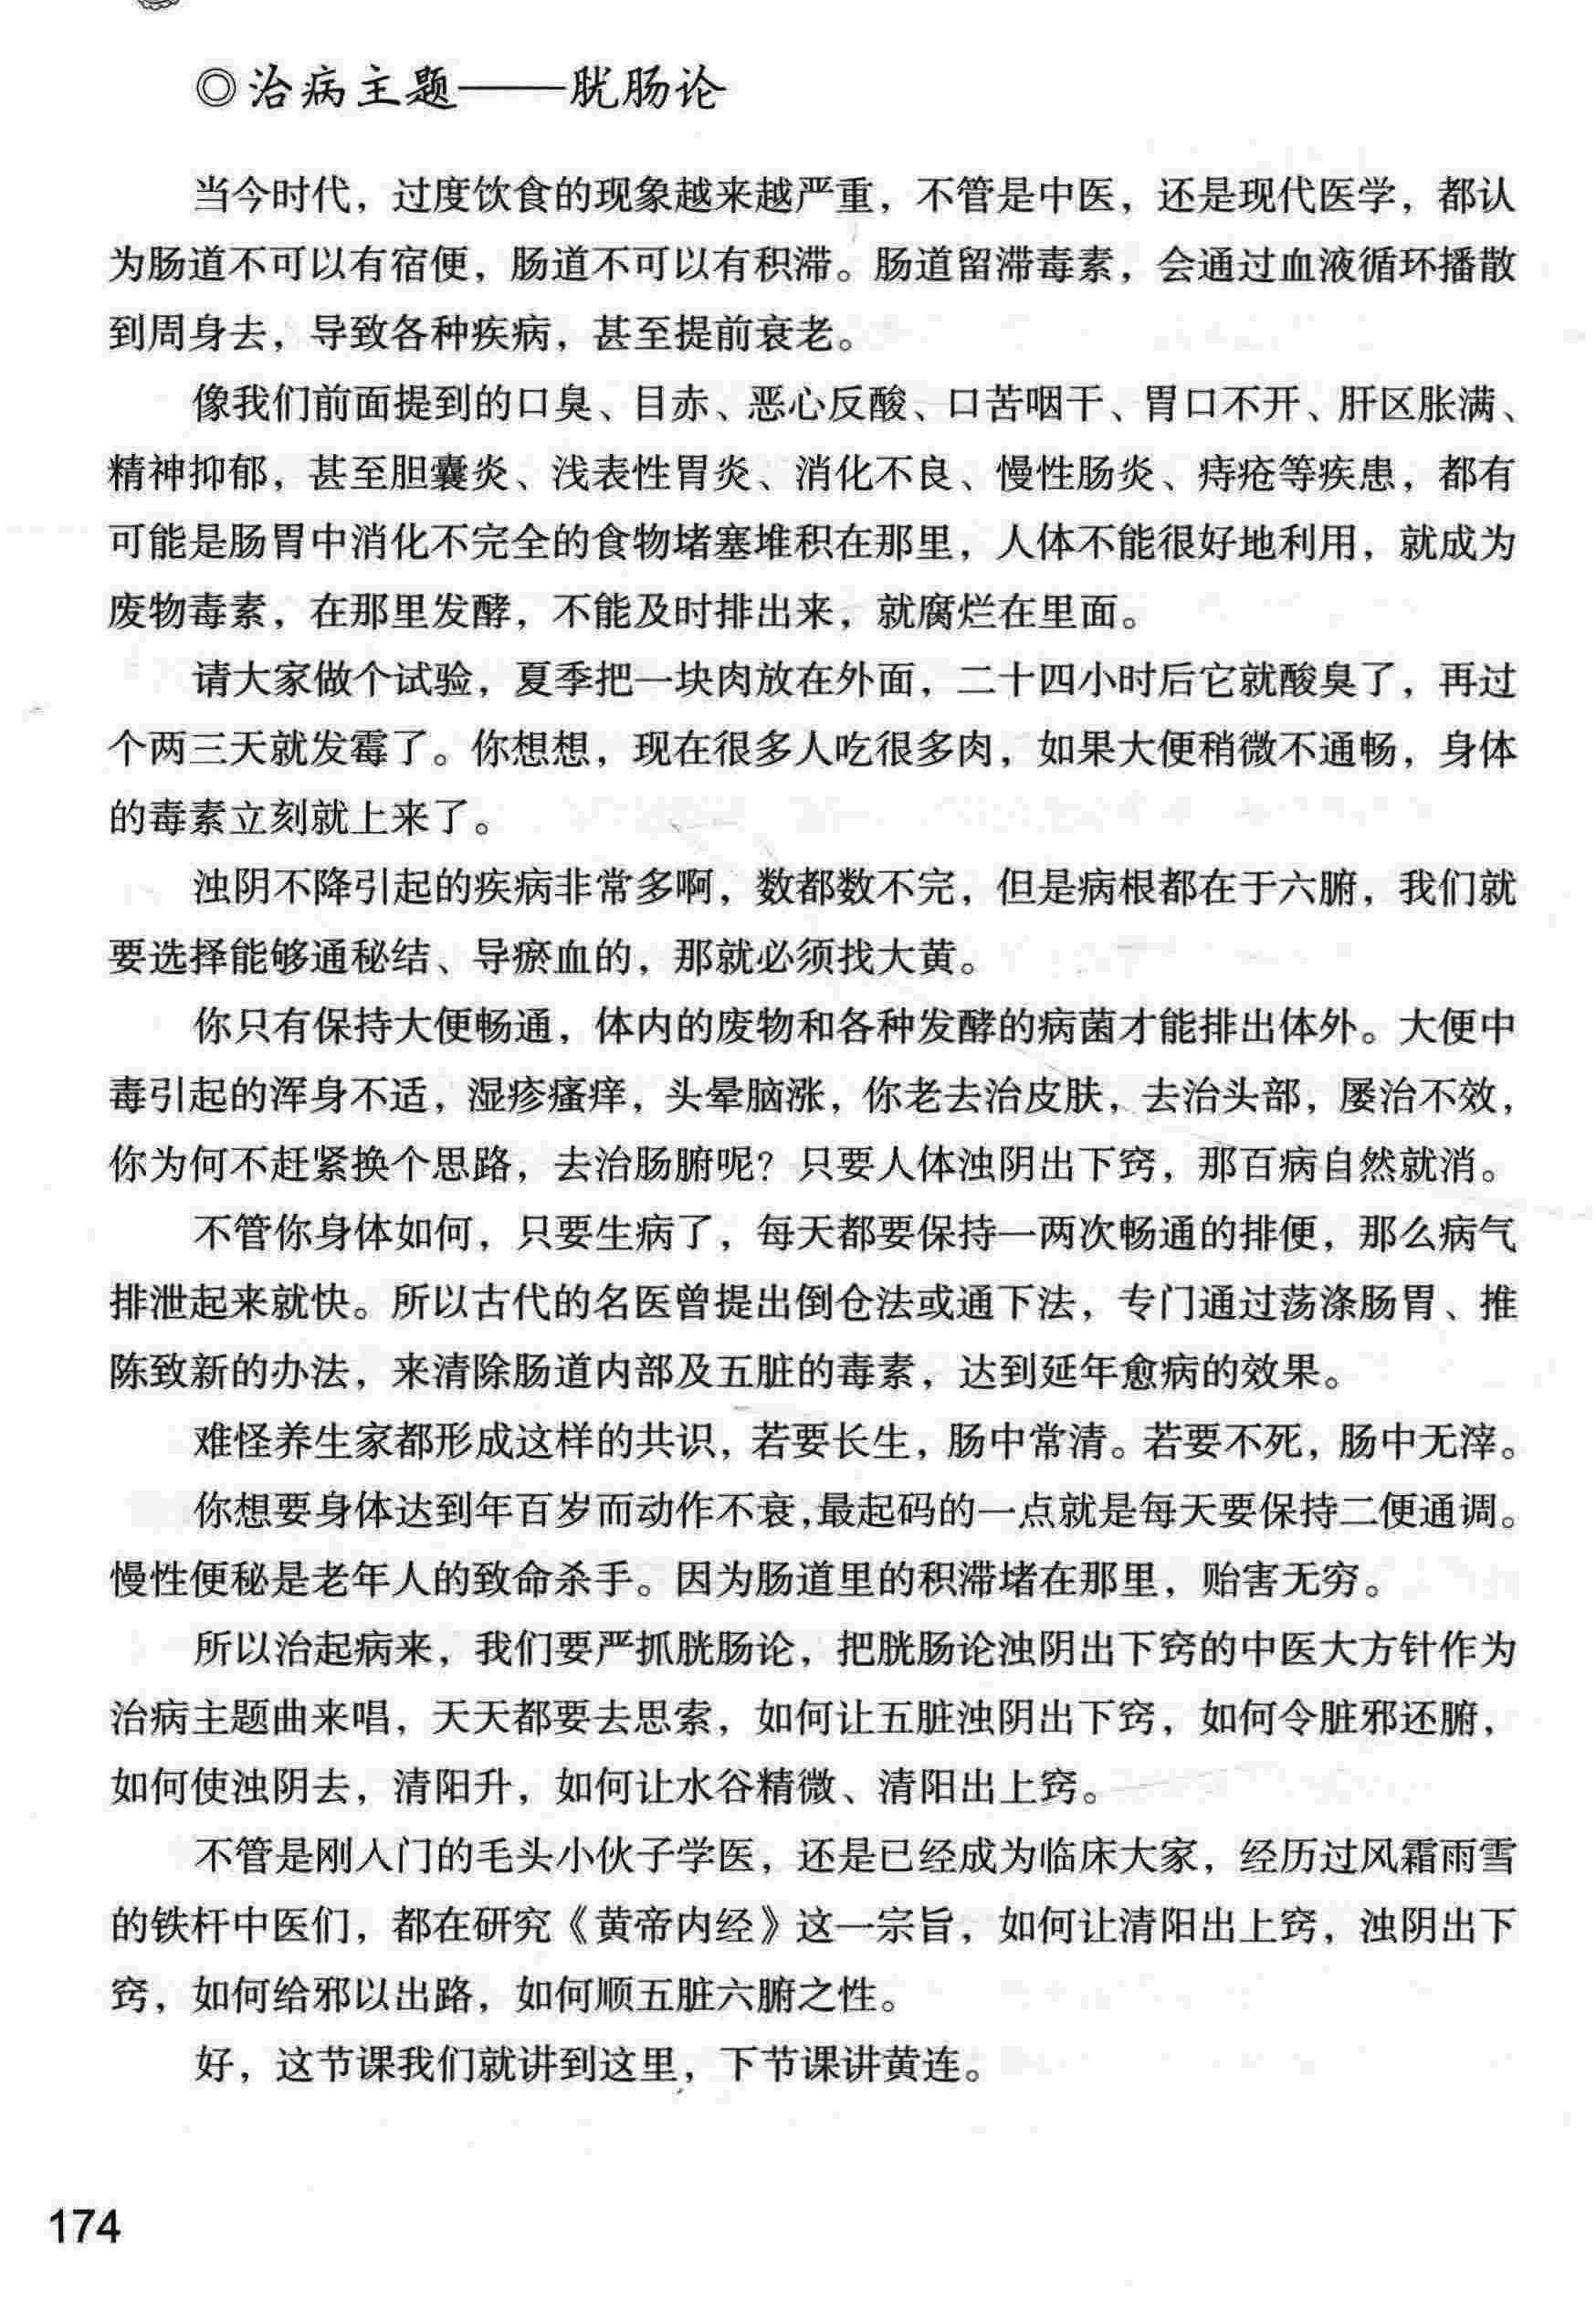 ◎治病主题——胱肠论
当今时代，过度饮食的现象越来越严重，不管是中医，还是现代医学，都认
为肠道不可以有宿便，肠道不可以有积滞。肠道留滞毒素，会通过血液循环播散
到周身去，导致各种疾病，甚至提前衰老。
像我们前面提到的口臭、目赤、恶心反酸、口苦咽干、胃口不开、肝区胀满、
精神抑郁，甚至胆囊炎、浅表性胃炎、消化不良、慢性肠炎、痔疮等疾患，都有
可能是肠胃中消化不完全的食物堵塞堆积在那里，人体不能很好地利用，就成为
废物毒素，在那里发酵，不能及时排出来，就腐烂在里面。
请大家做个试验，夏季把一块肉放在外面，二十四小时后它就酸臭了，再过
个两三天就发霉了。你想想，现在很多人吃很多肉，如果大便稍微不通畅，身体
的毒素立刻就上来了。
浊阴不降引起的疾病非常多啊，数都数不完，但是病根都在于六腑，我们就
要选择能够通秘结、导瘀血的，那就必须找大黄。
你只有保持大便畅通，体内的废物和各种发酵的病菌才能排出体外。大便中
毒引起的浑身不适，湿疹瘙痒，头晕脑涨，你老去治皮肤，去治头部，屡治不效，
你为何不赶紧换个思路，去治肠腑呢？只要人体浊阴出下窍，那百病自然就消。
不管你身体如何，只要生病了，每天都要保持一两次畅通的排便，那么病气
排泄起来就快。所以古代的名医曾提出倒仓法或通下法，专门通过荡涤肠胃、推
陈致新的办法，来清除肠道内部及五脏的毒素，达到延年愈病的效果。
难怪养生家都形成这样的共识，若要长生，肠中常清。若要不死，肠中无滓。
你想要身体达到年百岁而动作不衰，最起码的一点就是每天要保持二便通调。
慢性便秘是老年人的致命杀手。因为肠道里的积滞堵在那里，贻害无穷。
所以治起病来，我们要严抓胱肠论，把胱肠论浊阴出下窍的中医大方针作为
治病主题曲来唱，天天都要去思索，如何让五脏浊阴出下窍，如何令脏邪还腑，
如何使浊阴去，清阳升，如何让水谷精微、清阳出上窍。
不管是刚入门的毛头小伙子学医，还是已经成为临床大家，经历过风霜雨雪
的铁杆中医们，都在研究《黄帝内经》这一宗旨，如何让清阳出上窍，浊阴出下
窍，如何给邪以出路，如何顺五脏六腑之性。
好，这节课我们就讲到这里，下节课讲黄连。
174